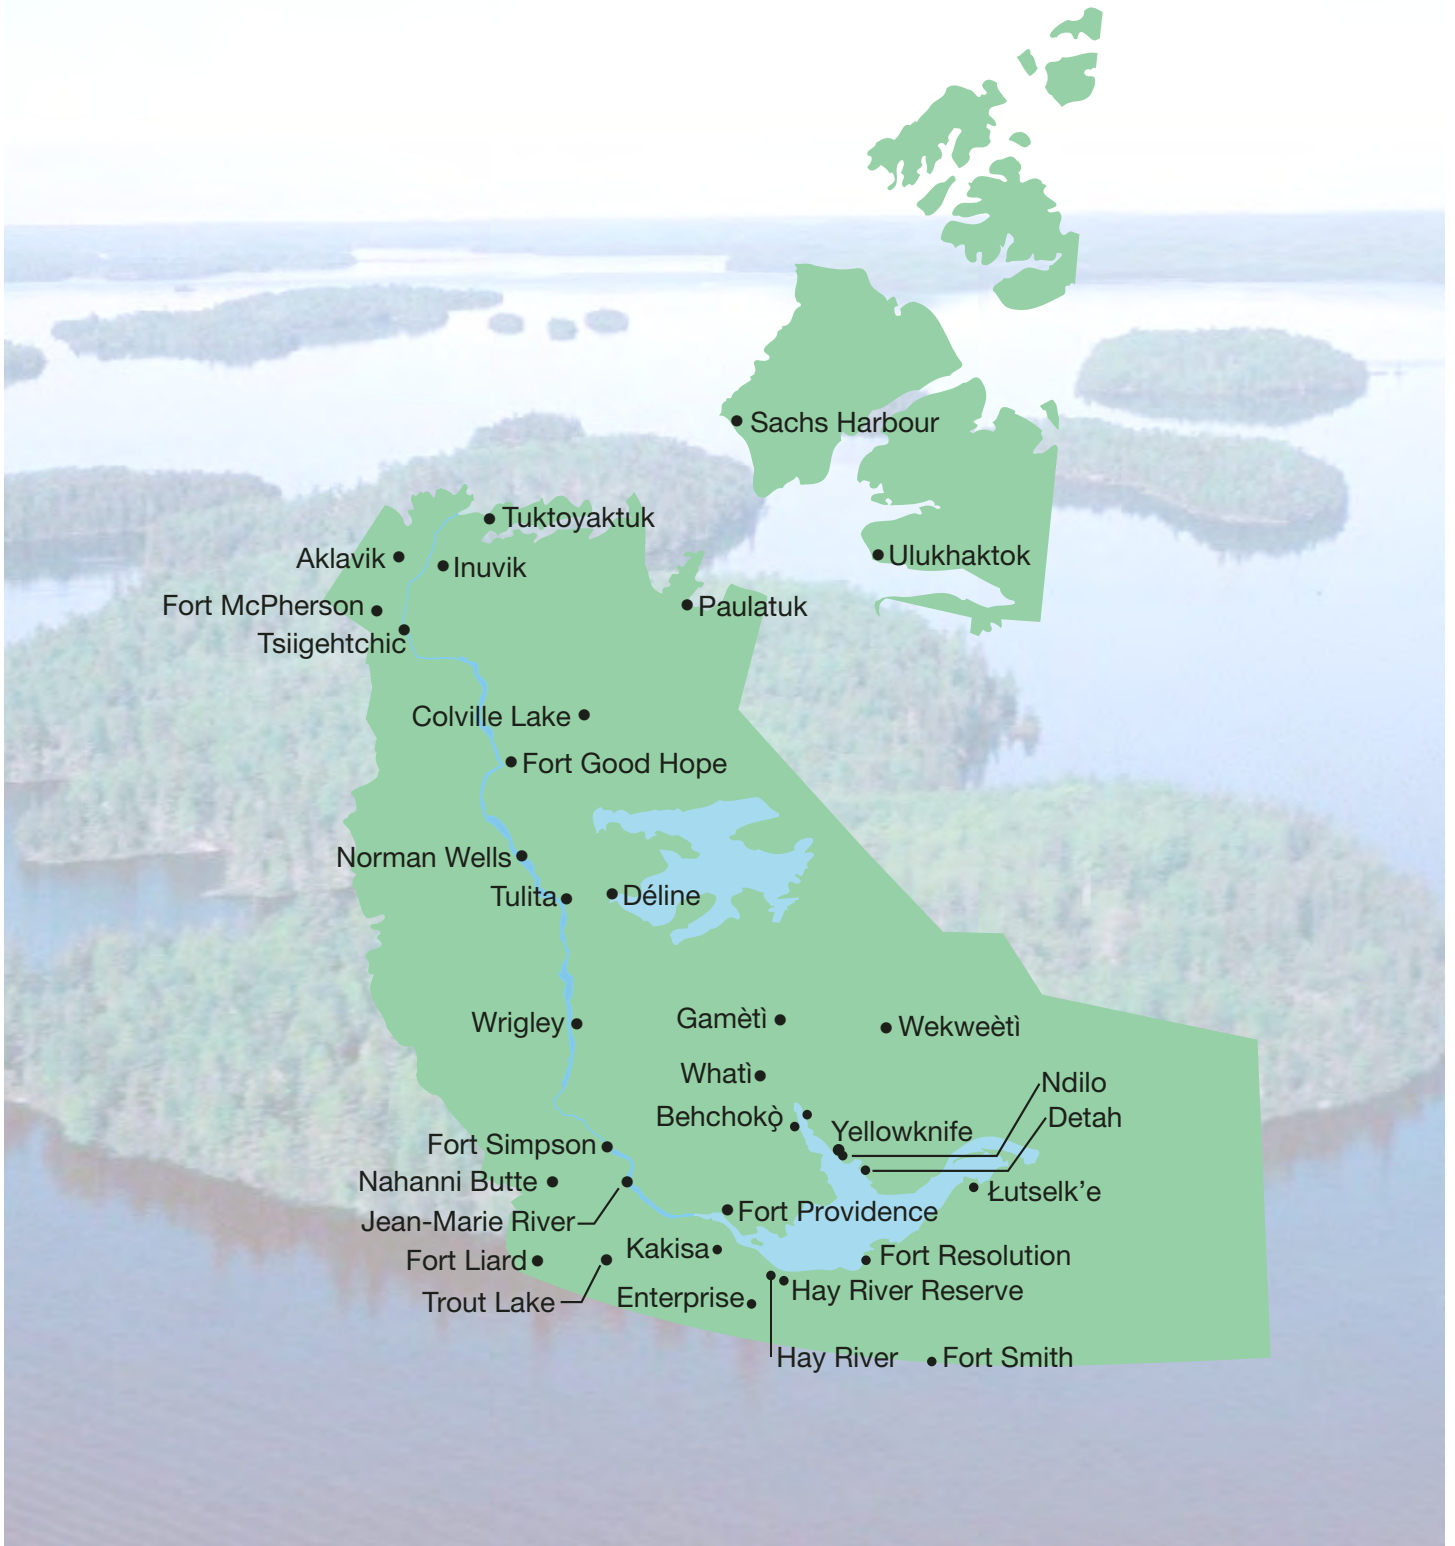 Sachs Harbour
Tuktoyaktuk
Aklavik
Inuvik
Ulukhaktok
Fort McPherson
Paulatuk
Tsiigehtchic
Colville Lake
Fort Good Hope
Norman Wells
Tulita
Déline
Wrigley
Gamètì
Wekweètì
Whatì
Ndilo
Behchokǫ̀
Detah
Yellowknife
Fort Simpson
Nahanni Butte
Łutselk’e
Jean-Marie River
Fort Providence
Kakisa
Fort Liard
Fort Resolution
Hay River Reserve
Trout Lake
Enterprise
Hay River
Fort Smith